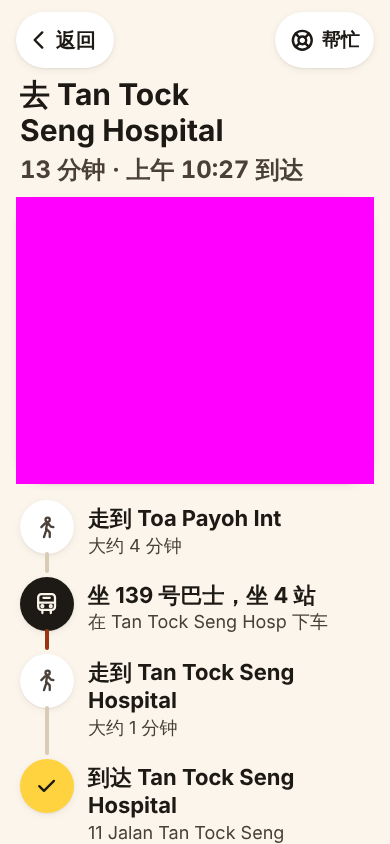 返回
帮忙
去 Tan Tock
Seng Hospital
13 分钟 · 上午 10:27 到达
走到 Toa Payoh Int
大约 4 分钟
坐 139 号巴士，坐 4 站
在 Tan Tock Seng Hosp 下车
走到 Tan Tock Seng
Hospital
大约 1 分钟
到达 Tan Tock Seng
Hospital
11 Jalan Tan Tock Seng